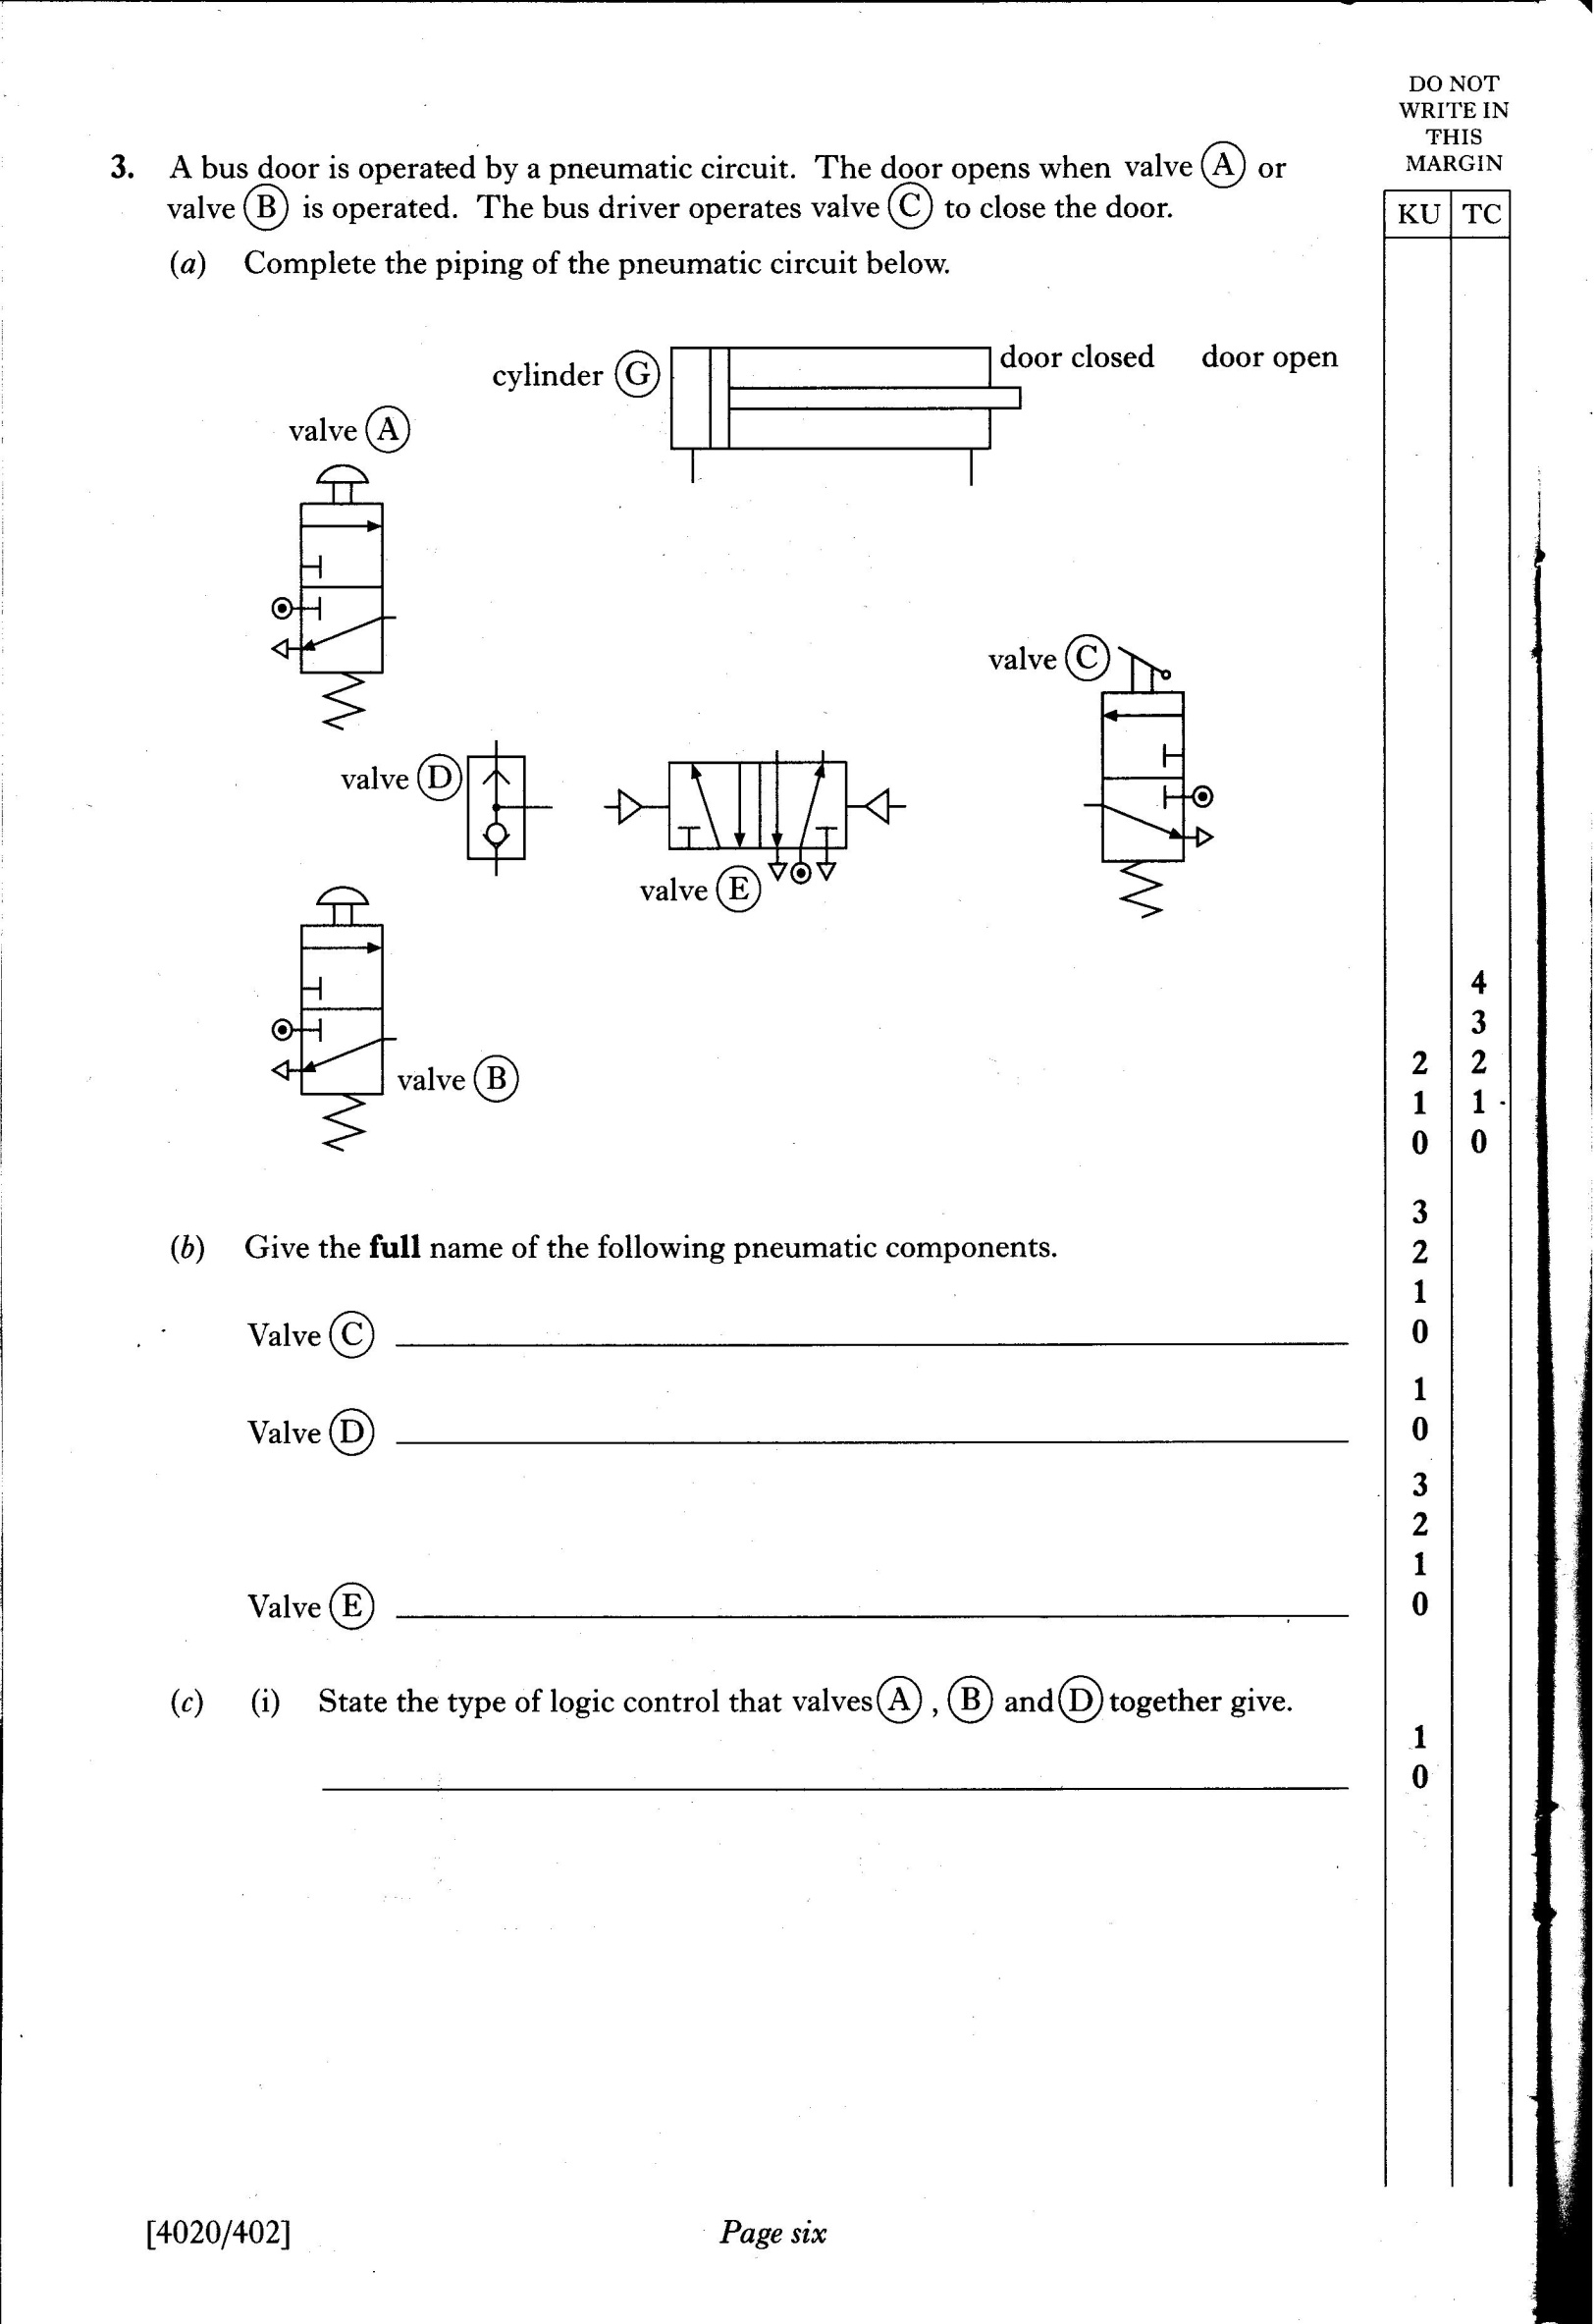 DO NOT
WRITE IN
THIS
MARGIN
KU TC
3. A bus door is operated by a pneumatic circuit. The door opens when valve A or
valve B is operated. The bus driver operates valve C to close the door.
(a) Complete the piping of the pneumatic circuit below.
cylinder G door closed door open
valve A
valve C
valve D
valve E
valve B
4
3
2 2
1 1
0 0
3
(b) Give the full name of the following pneumatic components.
2
1
Valve C
0
1
Valve D
0
3
2
1
Valve E
0
(c) (i) State the type of logic control that valves A , B and D together give.
1
0
[4020/402]
Page six